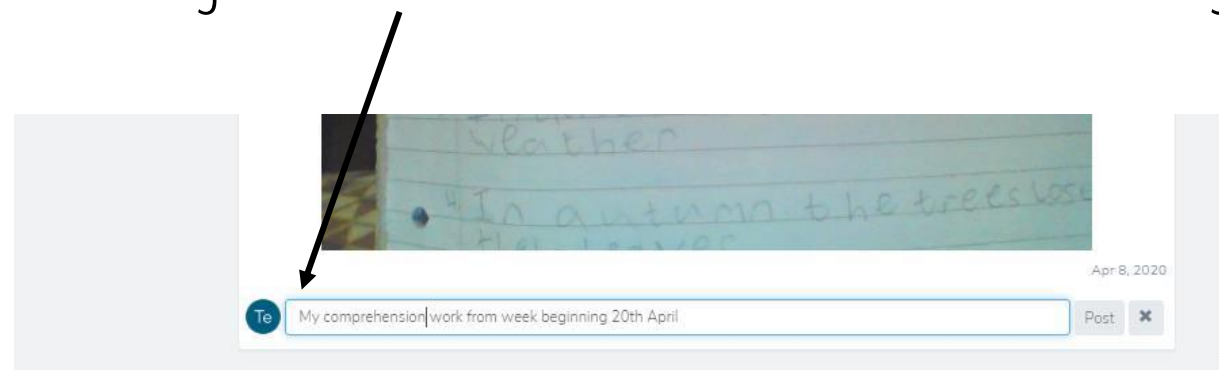 weather
4 In autumn the trees lose
Apr 8, 2020
Te
My comprehension work from week beginning 20th April
Post ×